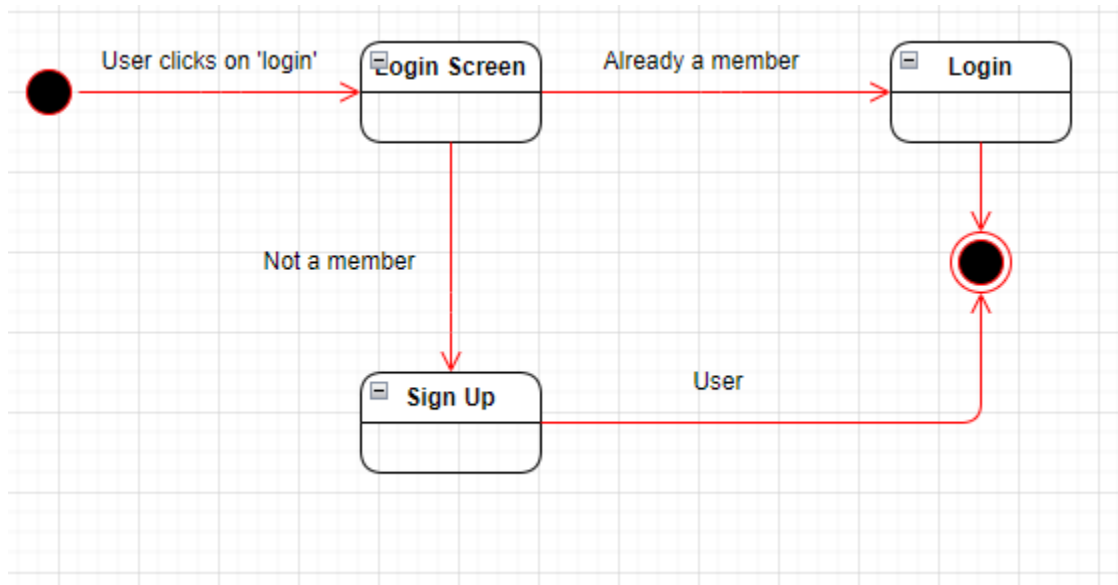 User clicks on 'login'
Login Screen
Already a member
Login
Not a member
Sign Up
User